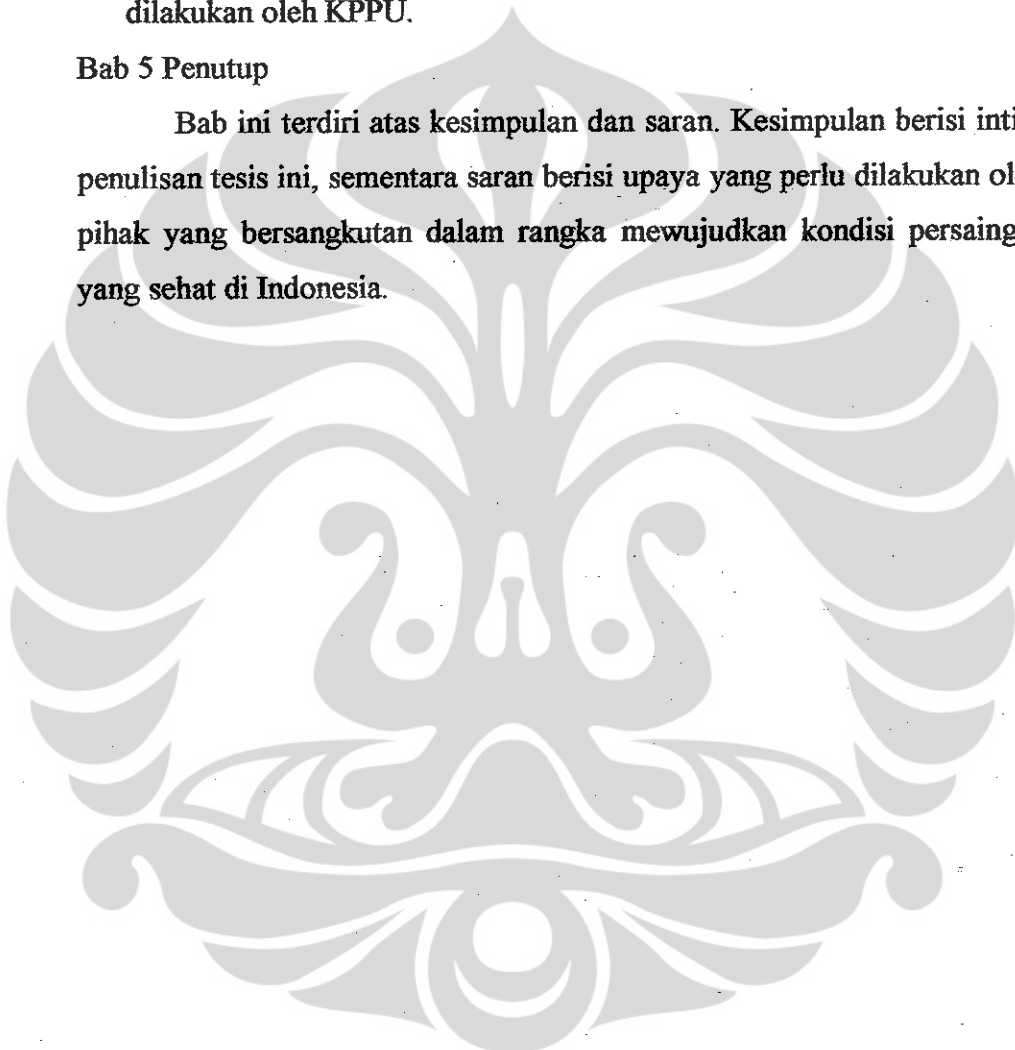 dilakukan oleh KPPU.
Bab 5 Penutup
Bab ini terdiri atas kesimpulan dan saran. Kesimpulan berisi inti
penulisan tesis ini, sementara saran berisi upaya yang perlu dilakukan ol
pihak yang bersangkutan dalam rangka mewujudkan kondisi persaing
yang sehat di Indonesia.